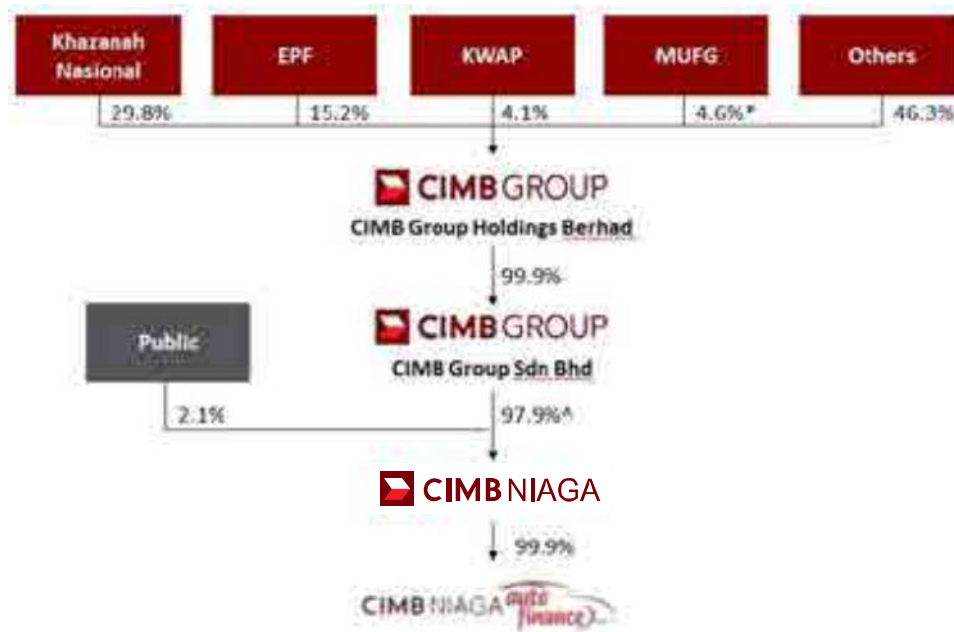 Khazanah
Nasional
EPF
KWAP
MUFG
Others
29.8%
15.2%
4.1%
4.6%*
46.3%
CIMB GROUP
CIMB Group Holdings Berhad
99.9%
CIMB GROUP
CIMB Group Sdn Bhd
Public
2.1%
97.9%^
CIMB NIAGA
99.9%
CIMB NIAGA auto
finance